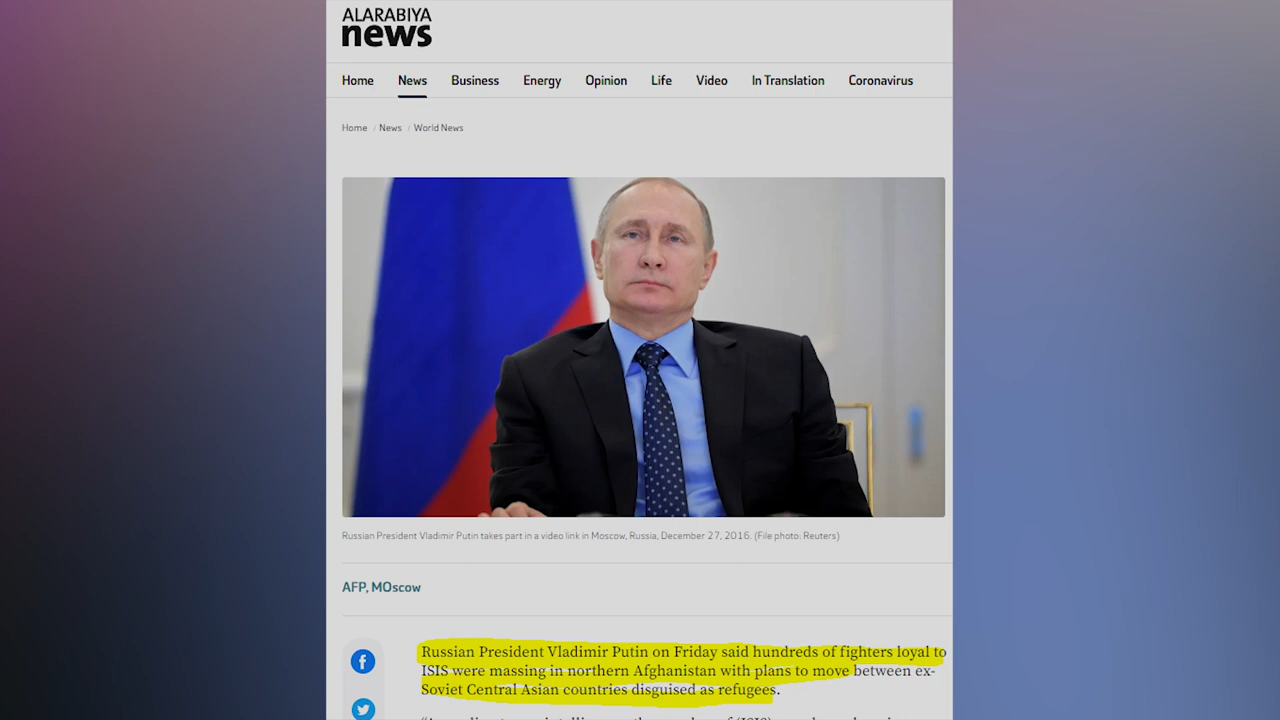 ALARABIYA
news
Home News Business Energy Opinion Life Video In Translation Coronavirus
Home / News / World News
Russian President Vladimir Putin takes part in a video link in Moscow, Russia, December 27, 2016. (File photo: Reuters)
AFP, MOscow
Russian President Vladimir Putin on Friday said hundreds of fighters loyal to
ISIS were massing in northern Afghanistan with plans to move between ex-
Soviet Central Asian countries disguised as refugees.